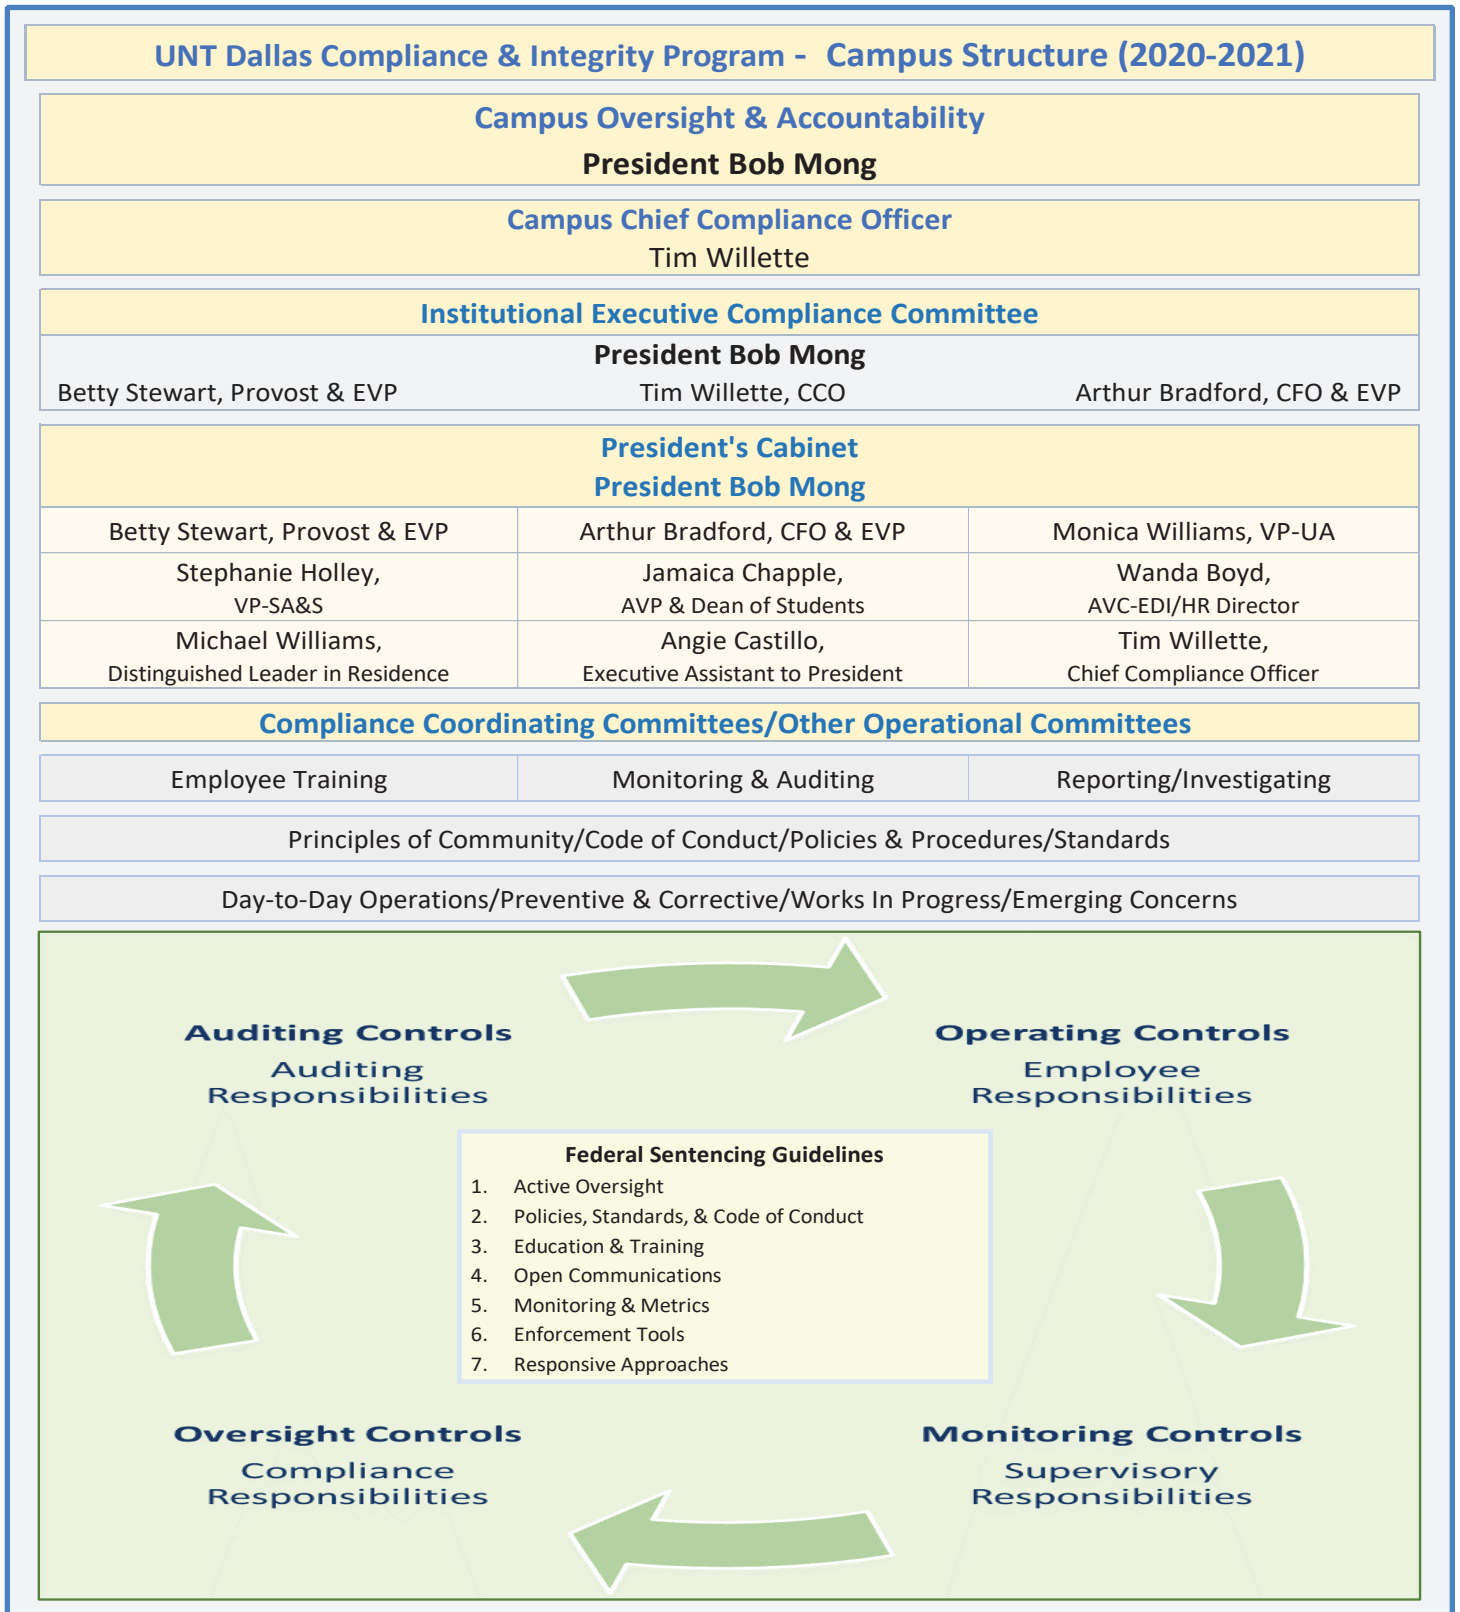 UNT Dallas Compliance & Integrity Program - Campus Structure (2020-2021)
Campus Oversight & Accountability
President Bob Mong
Campus Chief Compliance Officer
Tim Willette
Institutional Executive Compliance Committee
President Bob Mong
Betty Stewart, Provost & EVP
Tim Willette, CCO
Arthur Bradford, CFO & EVP
President's Cabinet
President Bob Mong
Betty Stewart, Provost & EVP
Arthur Bradford, CFO & EVP
Monica Williams, VP-UA
Stephanie Holley,
VP-SA&S
Jamaica Chapple,
AVP & Dean of Students
Wanda Boyd,
AVC-EDI/HR Director
Michael Williams,
Distinguished Leader in Residence
Angie Castillo,
Executive Assistant to President
Tim Willette,
Chief Compliance Officer
Compliance Coordinating Committees/Other Operational Committees
Employee Training
Monitoring & Auditing
Reporting/Investigating
Principles of Community/Code of Conduct/Policies & Procedures/Standards
Day-to-Day Operations/Preventive & Corrective/Works In Progress/Emerging Concerns
Auditing Controls
Auditing
Responsibilities
Operating Controls
Employee
Responsibilities
Federal Sentencing Guidelines
1. Active Oversight
2. Policies, Standards, & Code of Conduct
3. Education & Training
4. Open Communications
5. Monitoring & Metrics
6. Enforcement Tools
7. Responsive Approaches
Oversight Controls
Compliance
Responsibilities
Monitoring Controls
Supervisory
Responsibilities